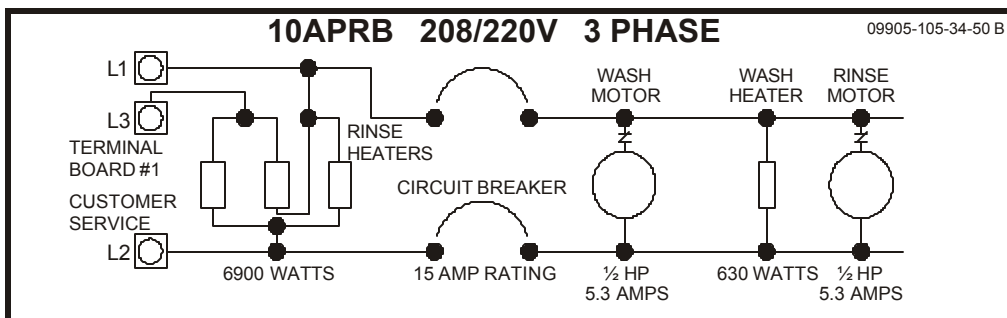 10APRB 208/220V 3 PHASE
09905-105-34-50 B
L1
L3
TERMINAL
BOARD #1
CUSTOMER
SERVICE
L2
RINSE
HEATERS
6900 WATTS
CIRCUIT BREAKER
15 AMP RATING
WASH
MOTOR
½ HP
5.3 AMPS
WASH
HEATER
630 WATTS
RINSE
MOTOR
½ HP
5.3 AMPS